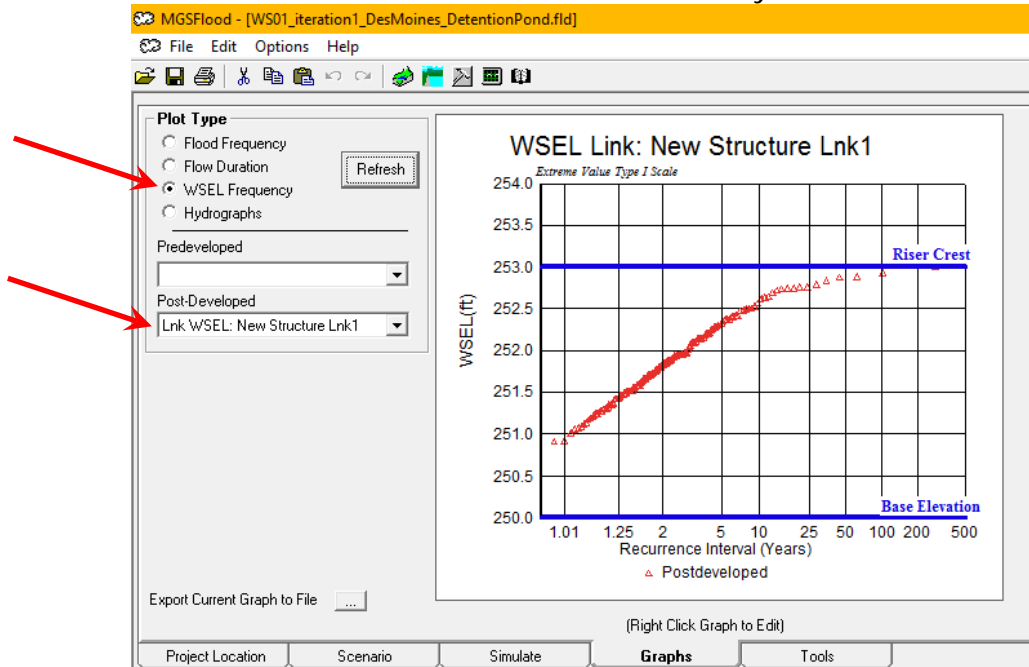 MGSFlood - [WS01_iteration1_DesMoines_DetentionPond.fld]
File Edit Options Help
Plot Type
Flood Frequency
Flow Duration
WSEL Frequency
Hydrographs
Refresh
Predeveloped
Post-Developed
Lnk WSEL: New Structure Lnk1
Export Current Graph to File ...
WSEL Link: New Structure Lnk1
Extreme Value Type I Scale
254.0
253.5
Riser Crest
253.0
252.5
252.0
251.5
251.0
250.5
Base Elevation
250.0
WSEL(ft)
1.01 1.25 2 5 10 25 50 100 200 500
Recurrence Interval (Years)
Postdeveloped
(Right Click Graph to Edit)
Project Location Scenario Simulate Graphs Tools